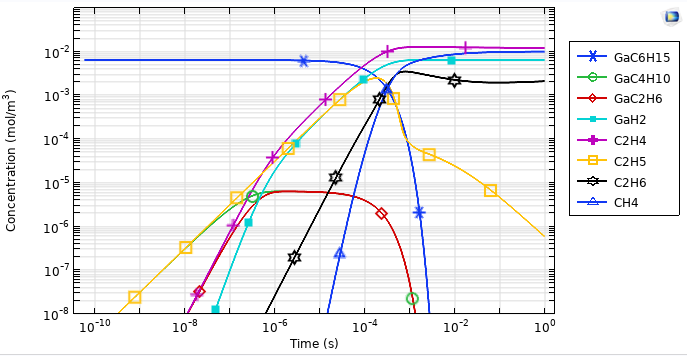 10⁻²
10⁻³
10⁻⁴
10⁻⁵
10⁻⁶
10⁻⁷
10⁻⁸
Concentration (mol/m³)
10⁻¹⁰
10⁻⁸
10⁻⁶
10⁻⁴
10⁻²
10⁰
Time (s)
GaC6H15
GaC4H10
GaC2H6
GaH2
C2H4
C2H5
C2H6
CH4